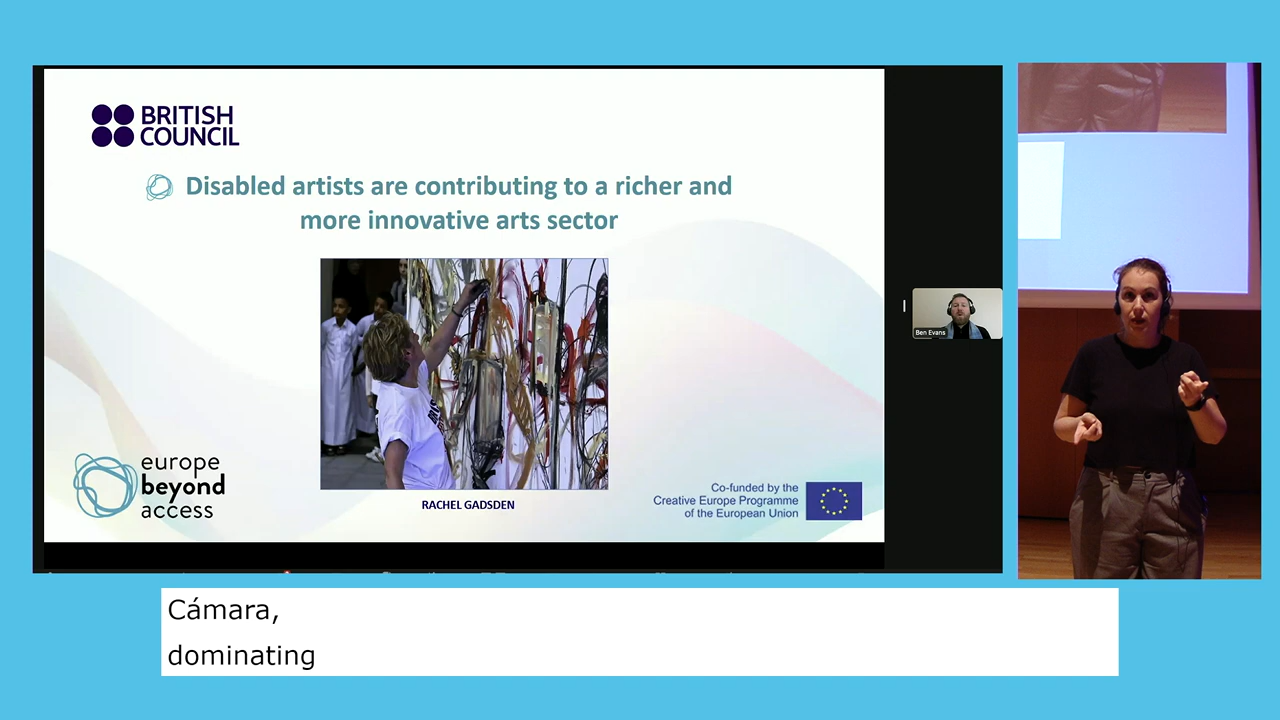 BRITISH
COUNCIL
Disabled artists are contributing to a richer and
more innovative arts sector
RACHEL GADSDEN
europe
beyond
access
Co-funded by the
Creative Europe Programme
of the European Union
Ben Evans
Cámara,
dominating